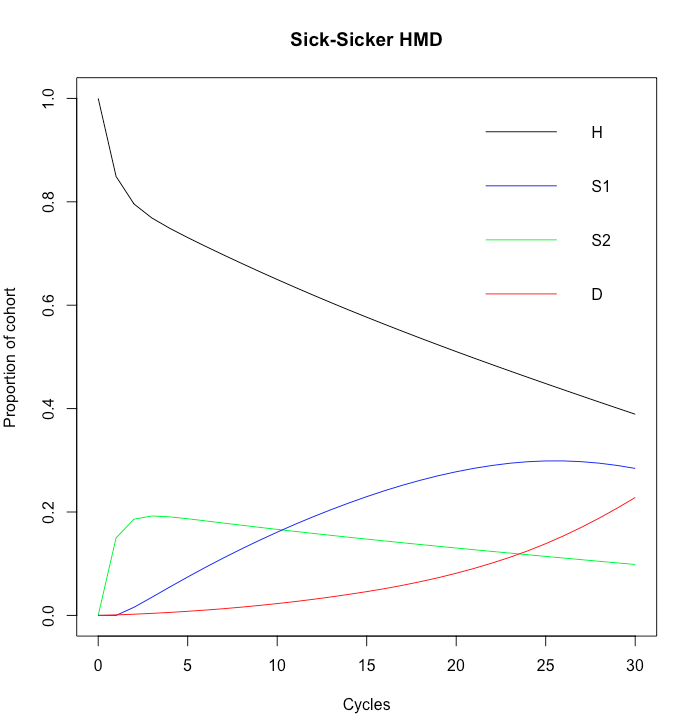 Sick-Sicker HMD
Proportion of cohort
1.0
0.8
0.6
0.4
0.2
0.0
H
S1
S2
D
0 5 10 15 20 25 30
Cycles